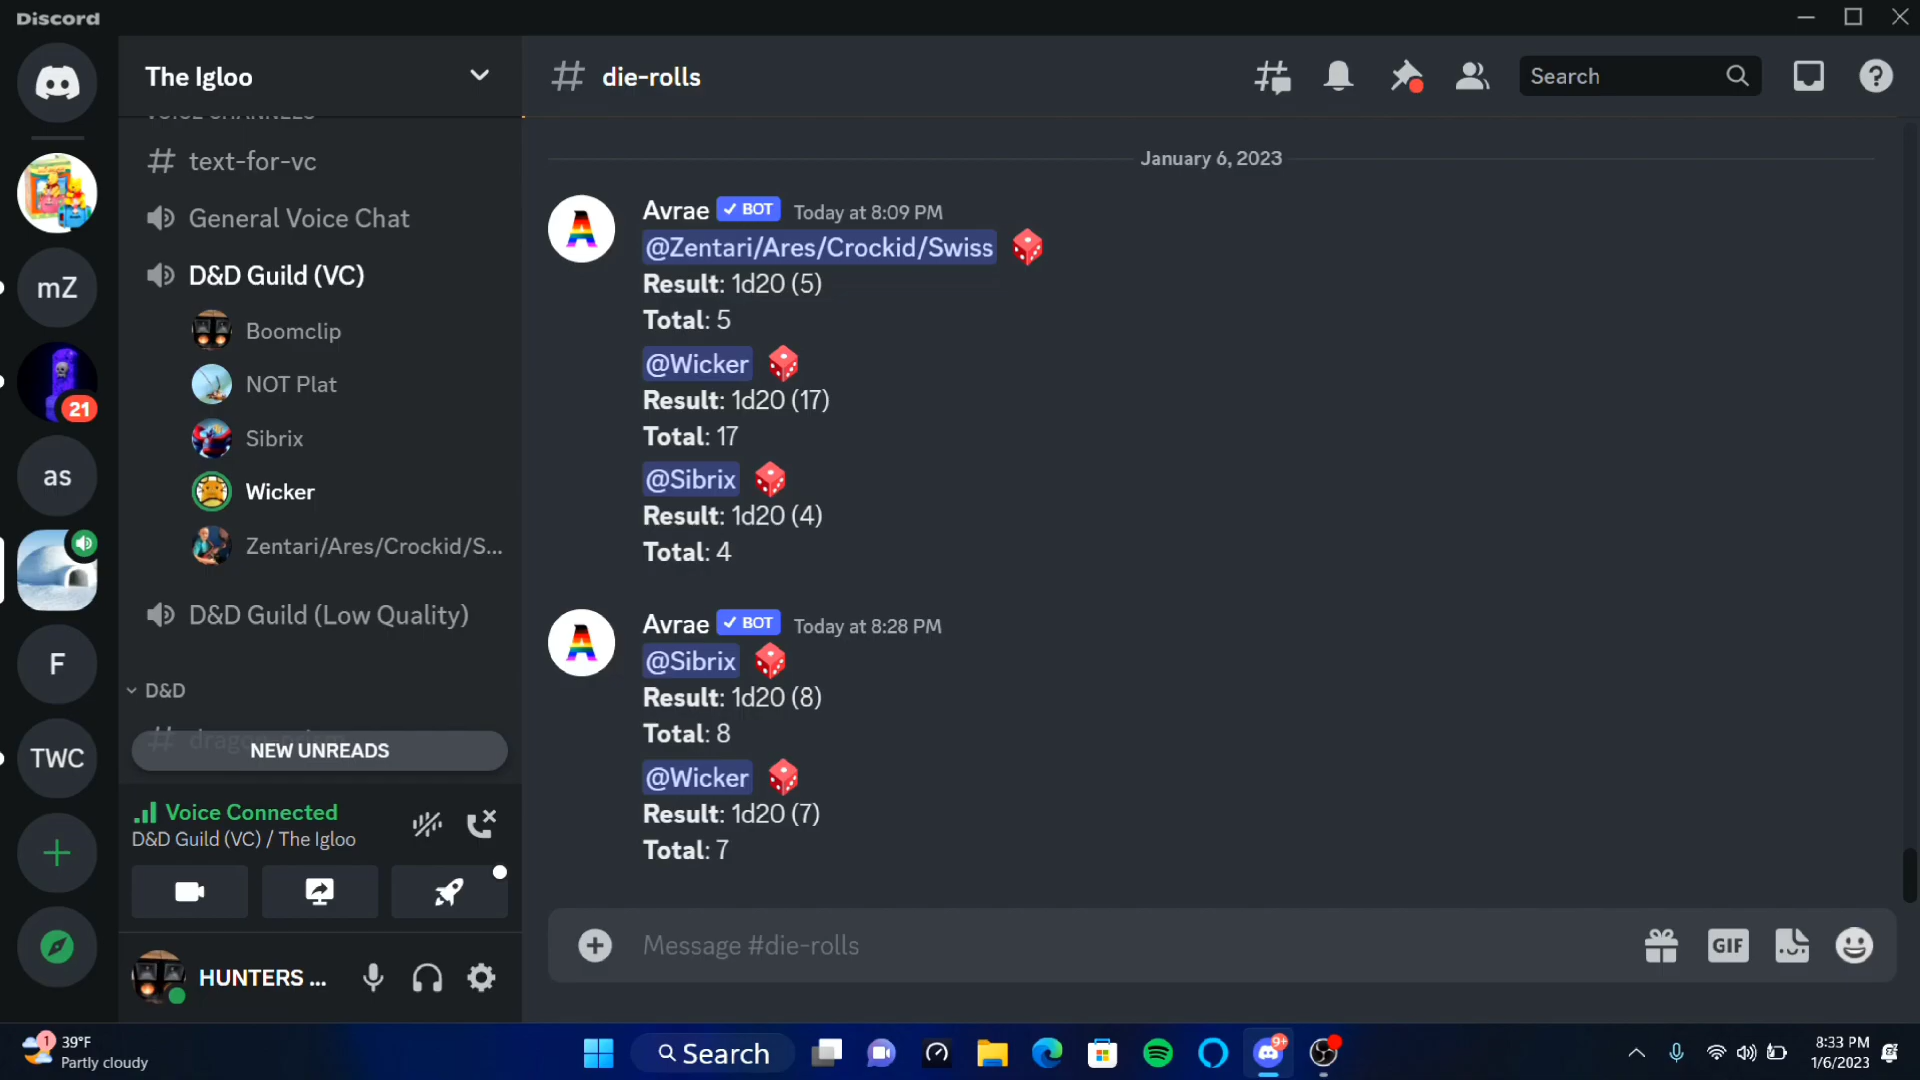 Discord
The Igloo
die-rolls
Search
VOICE CHANNELS
text-for-vc
General Voice Chat
D&D Guild (VC)
Boomclip
NOT Plat
Sibrix
Wicker
Zentari/Ares/Crockid/S...
D&D Guild (Low Quality)
D&D
NEW UNREADS
Voice Connected
D&D Guild (VC) / The Igloo
HUNTERS ...
mZ
21
as
F
TWC
January 6, 2023
Avrae ✓ BOT Today at 8:09 PM
@Zentari/Ares/Crockid/Swiss
Result: 1d20 (5)
Total: 5
@Wicker
Result: 1d20 (17)
Total: 17
@Sibrix
Result: 1d20 (4)
Total: 4
Avrae ✓ BOT Today at 8:28 PM
@Sibrix
Result: 1d20 (8)
Total: 8
@Wicker
Result: 1d20 (7)
Total: 7
Message #die-rolls
GIF
1
39°F
Partly cloudy
Search
9+
8:33 PM
1/6/2023